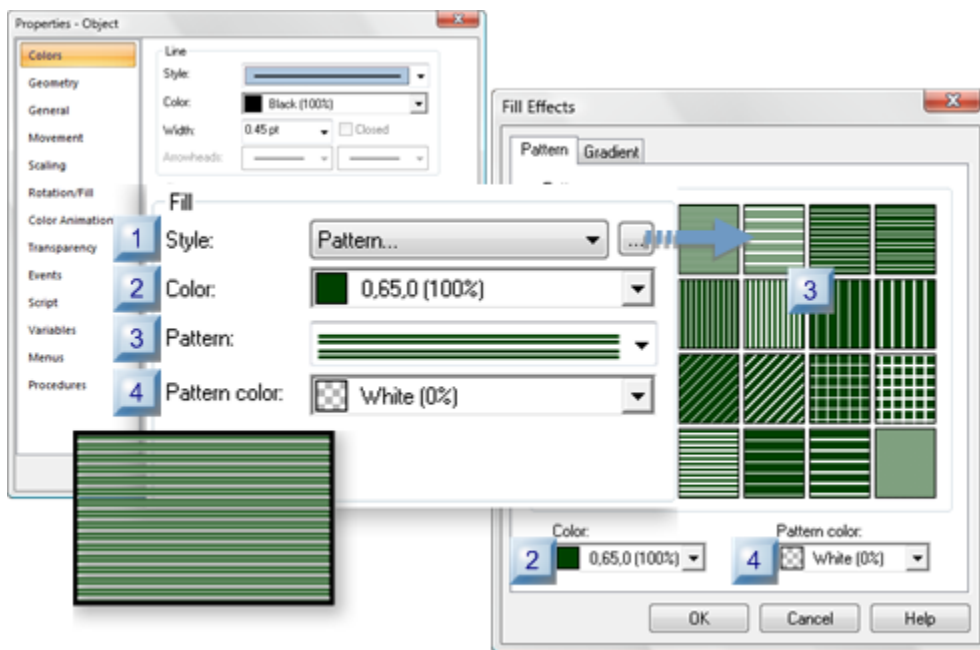 Properties - Object
Colors
Geometry
General
Movement
Scaling
Rotation/Fill
Color Animation
Transparency
Events
Script
Variables
Menus
Procedures
Line
Style:
Color: Black (100%)
Width: 0.45 pt Closed
Arrowheads:
Fill
1 Style: Pattern... ...
2 Color: 0,65,0 (100%)
3 Pattern:
4 Pattern color: White (0%)
Fill Effects
Pattern Gradient
3
Color: Pattern color:
2 0,65,0 (100%) 4 White (0%)
OK Cancel Help